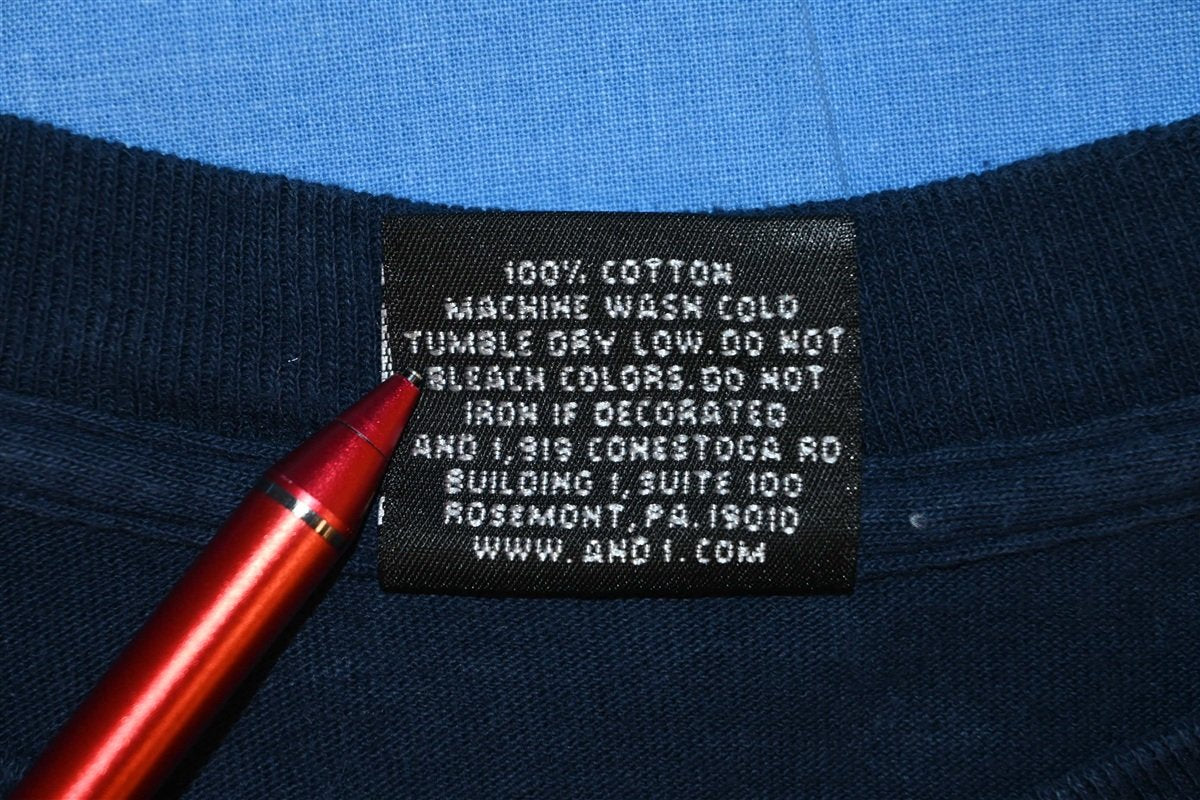 100% COTTON
MACHINE WASH COLD
TUMBLE DRY LOW.DO NOT
BLEACH COLORS.DO NOT
IRON IF DECORATED
AND 1,919 CONESTOGA RD
BUILDING 1,SUITE 100
ROSEMONT,PA.19010
WWW.AND1.COM